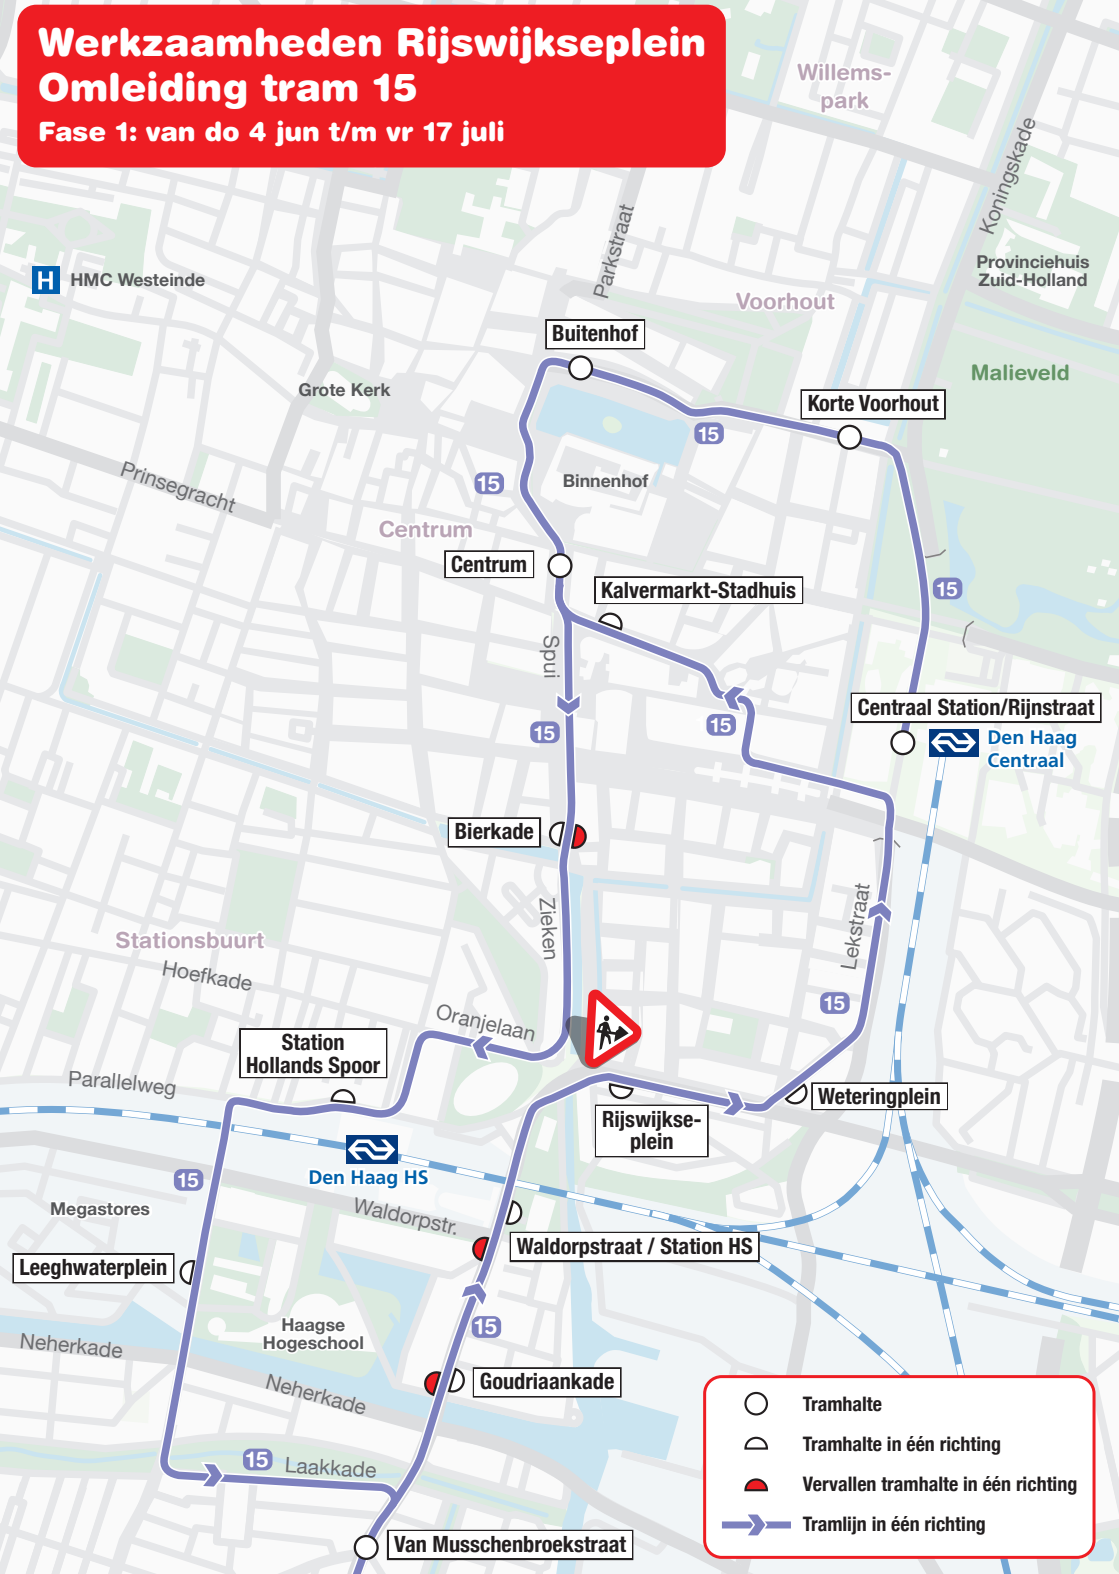 Werkzaamheden Rijswijkseplein
Omleiding tram 15
Fase 1: van do 4 jun t/m vr 17 juli
Willems-
park
Koningskade
Parkstraat
Provinciehuis
Zuid-Holland
H HMC Westeinde
Voorhout
Buitenhof
Malieveld
Grote Kerk
Korte Voorhout
15
Prinsegracht
15
Binnenhof
Centrum
Centrum
Kalvermarkt-Stadhuis
15
Spui
Centraal Station/Rijnstraat
15
15
Den Haag
Centraal
Bierkade
Zieken
Lekstraat
Stationsbuurt
Hoefkade
15
Oranjelaan
Station
Hollands Spoor
Parallelweg
Weteringplein
Rijswijkse-
plein
15
Den Haag HS
Megastores
Waldorpstr.
Waldorpstraat / Station HS
Leeghwaterplein
15
Haagse
Hogeschool
Neherkade
Neherkade
Goudriaankade
15
Laakkade
Van Musschenbroekstraat
Tramhalte
Tramhalte in één richting
Vervallen tramhalte in één richting
Tramlijn in één richting